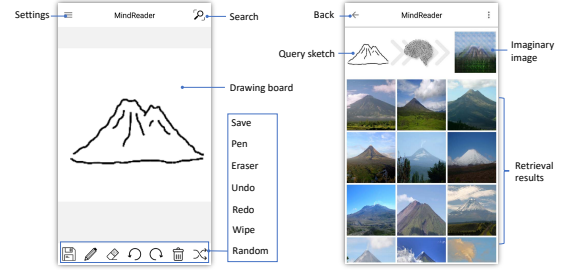 Settings
MindReader
Search
Drawing board
Save
Pen
Eraser
Undo
Redo
Wipe
Random
Back
MindReader
Query sketch
Imaginary
image
Retrieval
results